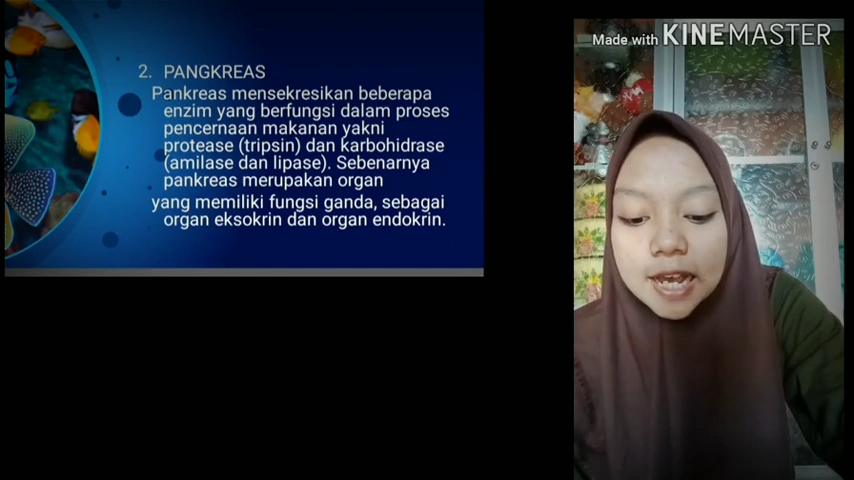 2. PANGKREAS
Pankreas mensekresikan beberapa
enzim yang berfungsi dalam proses
pencernaan makanan yakni
protease (tripsin) dan karbohidrase
(amilase dan lipase). Sebenarnya
pankreas merupakan organ
yang memiliki fungsi ganda, sebagai
organ eksokrin dan organ endokrin.
Made with KINEMASTER